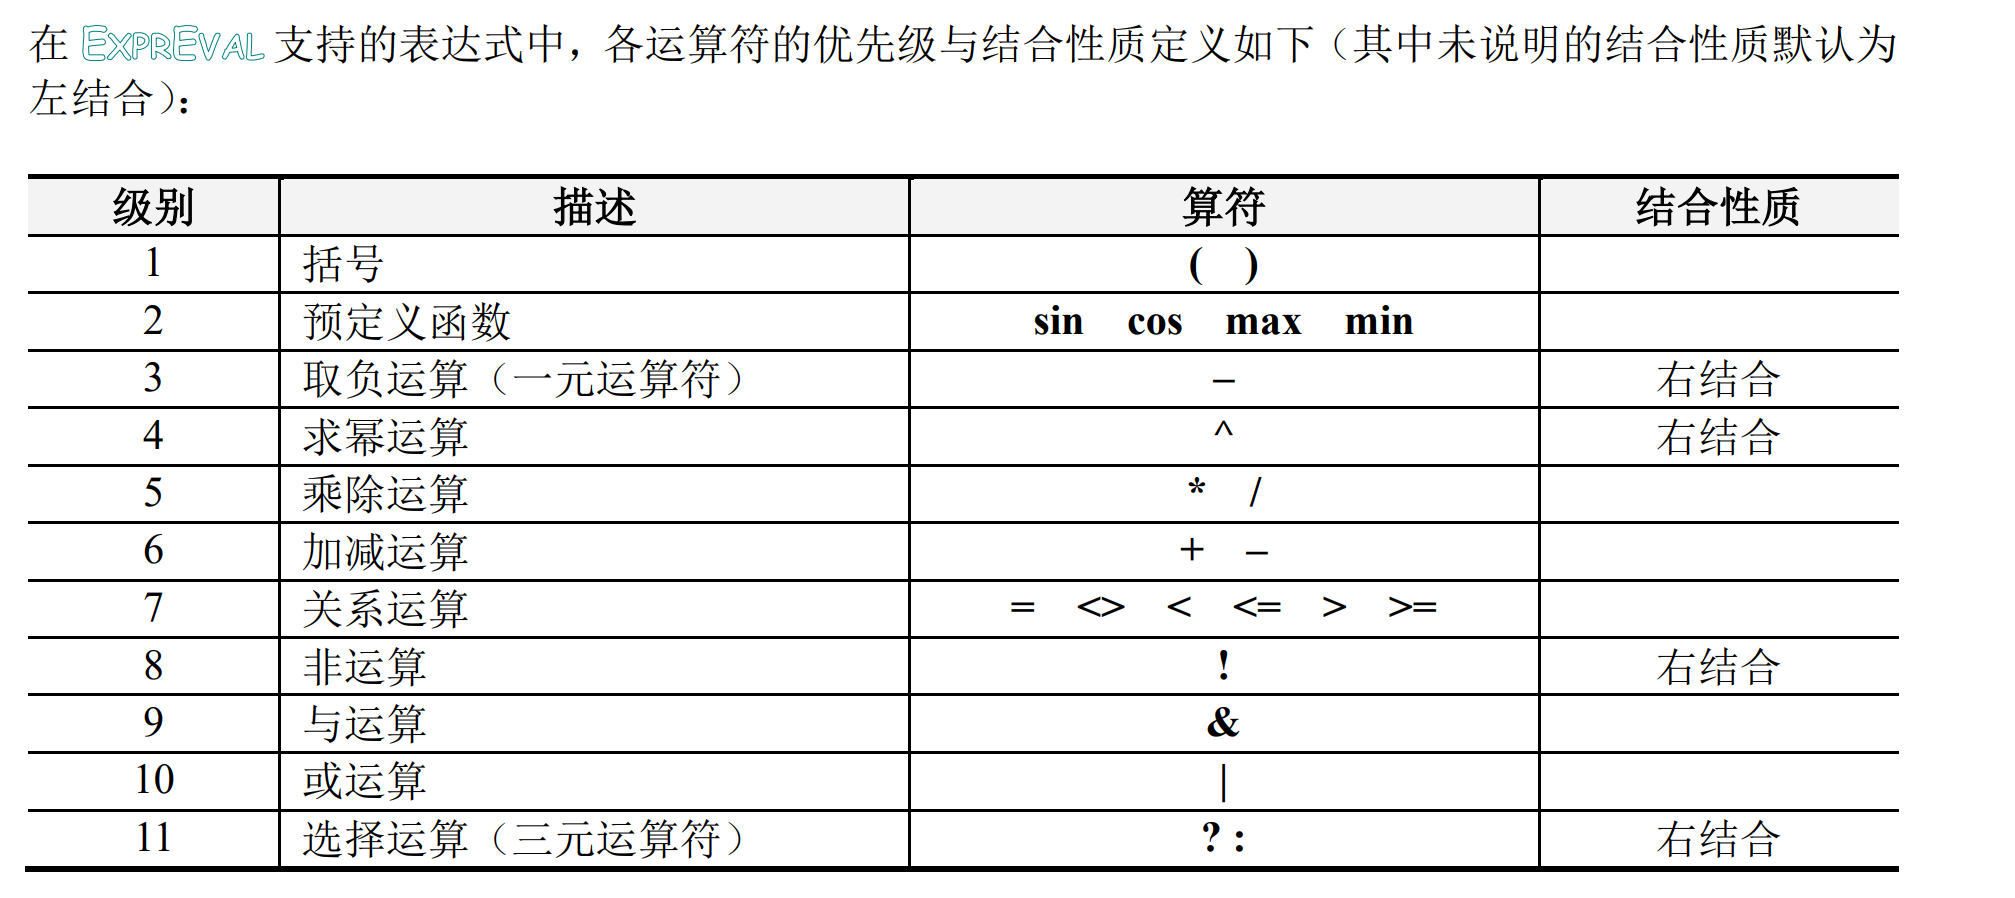 在 EXPREVAL 支持的表达式中，各运算符的优先级与结合性质定义如下（其中未说明的结合性质默认为
左结合）：
级别 描述 算符 结合性质
1 括号 ( )
2 预定义函数 sin cos max min
3 取负运算（一元运算符） – 右结合
4 求幂运算 ^ 右结合
5 乘除运算 * /
6 加减运算 + –
7 关系运算 = <> < <= > >=
8 非运算 ! 右结合
9 与运算 &
10 或运算 |
11 选择运算（三元运算符） ? : 右结合